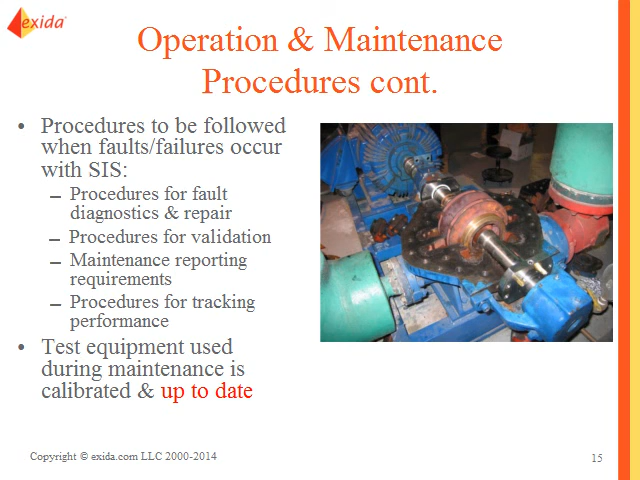 exida
Operation & Maintenance
Procedures cont.
• Procedures to be followed
when faults/failures occur
with SIS:
– Procedures for fault
diagnostics & repair
– Procedures for validation
– Maintenance reporting
requirements
– Procedures for tracking
performance
• Test equipment used
during maintenance is
calibrated & up to date
Copyright © exida.com LLC 2000-2014
15